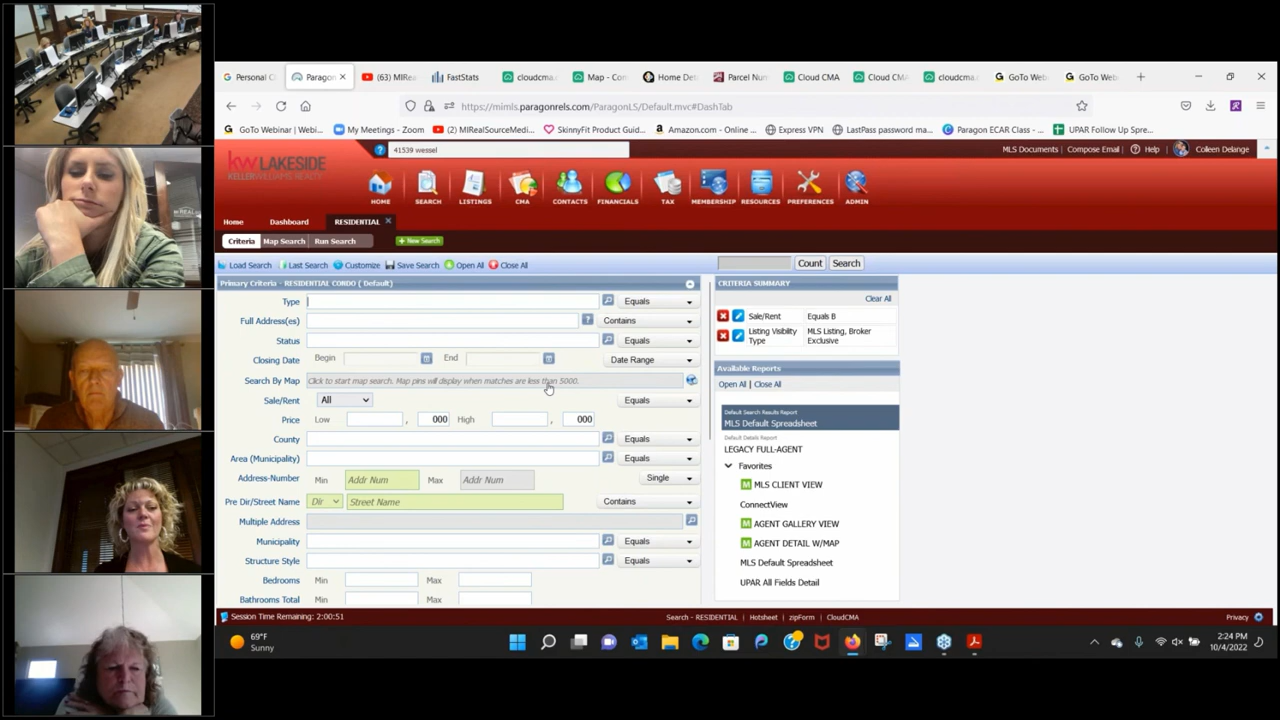 Personal C
Paragon
(63) MIRea
FastStats
cloudcma.
Map - Con
Home Det
Parcel Num
Cloud CMA
Cloud CMA
cloudcma.
GoTo Web
GoTo Web
https://mimls.paragonrels.com/ParagonLS/Default.mvc#DashTab
GoTo Webinar | Webi...
My Meetings - Zoom
(2) MIRealSourceMedi...
SkinnyFit Product Guid...
Amazon.com - Online ...
Express VPN
LastPass password ma...
Paragon ECAR Class - ...
UPAR Follow Up Spre...
kw LAKESIDE
KELLERWILLIAMS REALTY
41539 wessel
MLS Documents
Compose Email
Help
Colleen Delange
HOME
SEARCH
LISTINGS
CMA
CONTACTS
FINANCIALS
TAX
MEMBERSHIP
RESOURCES
PREFERENCES
ADMIN
Home
Dashboard
RESIDENTIAL
Criteria
Map Search
Run Search
+ New Search
Load Search
Last Search
Customize
Save Search
Open All
Close All
Count
Search
Primary Criteria - RESIDENTIAL CONDO ( Default)
Type
Equals
Full Address(es)
Contains
Status
Equals
Closing Date
Begin
End
Date Range
Search By Map
Click to start map search. Map pins will display when matches are less than 5000.
Sale/Rent
All
Equals
Price
Low
, 000
High
, 000
County
Equals
Area (Municipality)
Equals
Address-Number
Min
Addr Num
Max
Addr Num
Single
Pre Dir/Street Name
Dir
Street Name
Contains
Multiple Address
Municipality
Equals
Structure Style
Equals
Bedrooms
Min
Max
Bathrooms Total
Min
Max
CRITERIA SUMMARY
Clear All
Sale/Rent
Equals B
Listing Visibility Type
MLS Listing, Broker Exclusive
Available Reports
Open All | Close All
Default Search Results Report
MLS Default Spreadsheet
Default Details Report
LEGACY FULL-AGENT
Favorites
M MLS CLIENT VIEW
ConnectView
M AGENT GALLERY VIEW
M AGENT DETAIL W/MAP
MLS Default Spreadsheet
UPAR All Fields Detail
Session Time Remaining: 2:00:51
Search - RESIDENTIAL | Hotsheet | zipForm | CloudCMA
Privacy
69°F
Sunny
2:24 PM
10/4/2022